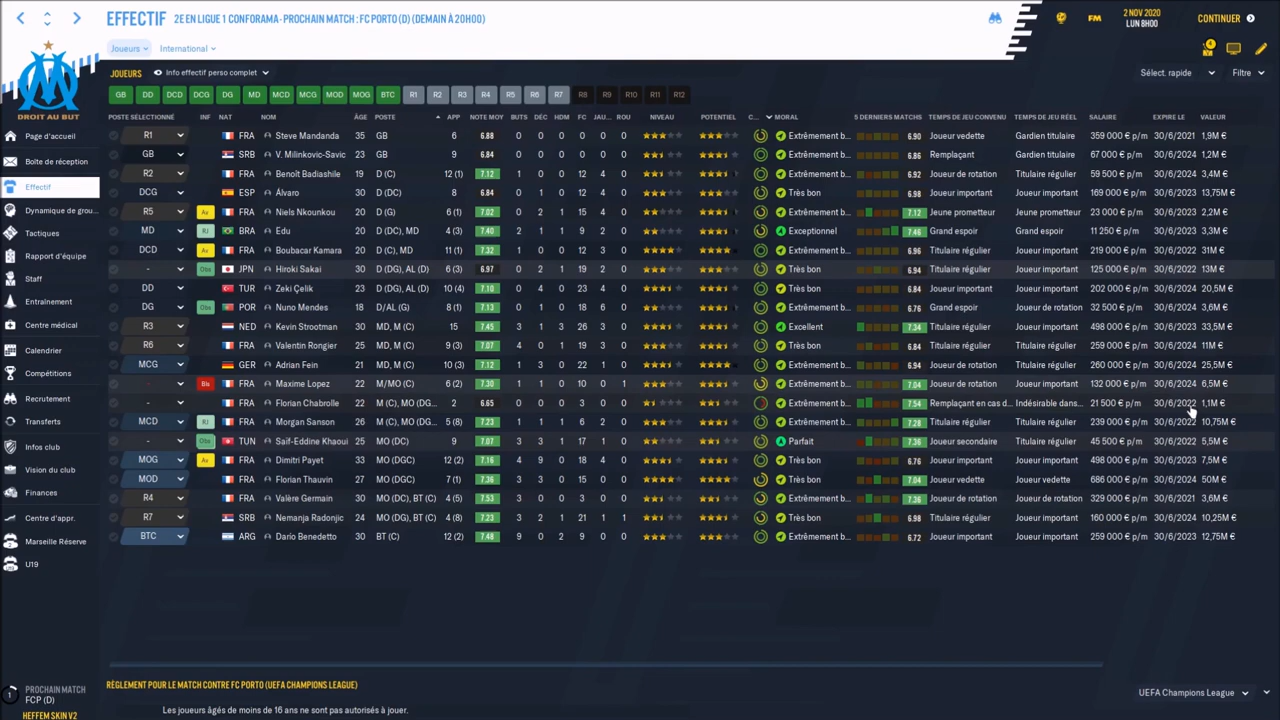 EFFECTIF 2E EN LIGUE 1 CONFORAMA - PROCHAIN MATCH : FC PORTO (D) (DEMAIN À 20H00)
FM 2 NOV 2020 LUN 8H00 CONTINUER
Joueurs International
4
DROIT AU BUT
JOUEURS Info effectif perso complet Sélect. rapide Filtre
GB DD DCD DCG DG MD MCD MCG MOD MOG BTC R1 R2 R3 R4 R5 R6 R7 R8 R9 R10 R11 R12
POSTE SÉLECTIONNÉ INF NAT NOM ÂGE POSTE APP NOTE MOY BUTS DÉC HDM FC JAU... ROU NIVEAU POTENTIEL C... MORAL 5 DERNIERS MATCHS TEMPS DE JEU CONVENU TEMPS DE JEU RÉEL SALAIRE EXPIRE LE VALEUR
R1 FRA Steve Mandanda 35 GB 6 6.88 0 0 0 0 0 0 Extrêmement b... 6.90 Joueur vedette Gardien titulaire 359 000 € p/m 30/6/2021 1,9M €
GB SRB V. Milinkovic-Savic 23 GB 9 6.84 0 0 0 0 0 0 Extrêmement b... 6.86 Remplaçant Gardien titulaire 67 000 € p/m 30/6/2024 1,2M €
R2 FRA Benoît Badiashile 19 D (C) 12 (1) 7.12 1 0 0 12 4 0 Extrêmement b... 6.92 Joueur de rotation Titulaire régulier 59 500 € p/m 30/6/2024 3,4M €
DCG ESP Álvaro 30 D (DC) 8 6.84 0 1 0 12 4 0 Très bon 6.98 Joueur important Joueur important 169 000 € p/m 30/6/2024 13,75M €
R5 Av FRA Niels Nkounkou 20 D (G) 6 (1) 7.02 0 2 1 15 4 0 Extrêmement b... 7.12 Jeune prometteur Jeune prometteur 23 000 € p/m 30/6/2024 2,2M €
MD RJ BRA Edu 20 D (DC), MD 4 (3) 7.40 2 1 1 9 2 0 Exceptionnel 7.46 Grand espoir Grand espoir 11 250 € p/m 30/6/2024 3,3M €
DCD Av FRA Boubacar Kamara 20 D (C), MD 11 (1) 7.32 1 0 0 12 3 0 Extrêmement b... 6.96 Titulaire régulier Joueur important 219 000 € p/m 30/6/2024 31M €
- Obs JPN Hiroki Sakai 30 D (DG), AL (D) 6 (3) 6.97 0 2 1 19 2 0 Très bon 6.94 Titulaire régulier Joueur important 125 000 € p/m 30/6/2022 13M €
DD TUR Zeki Çelik 23 D (DG), AL (D) 10 (4) 7.10 0 4 0 23 4 0 Très bon 6.84 Joueur important Joueur important 202 000 € p/m 30/6/2024 20,5M €
DG Obs POR Nuno Mendes 18 D/AL (G) 8 (1) 7.13 0 1 0 8 2 0 Extrêmement b... 6.76 Grand espoir Joueur de rotation 32 500 € p/m 30/6/2024 3,6M €
R3 NED Kevin Strootman 30 MD, M (C) 15 7.45 3 1 3 26 3 0 Excellent 7.34 Titulaire régulier Joueur important 498 000 € p/m 30/6/2023 33,5M €
R6 FRA Valentin Rongier 25 MD, M (C) 9 (3) 7.07 4 0 1 19 3 0 Très bon 6.84 Titulaire régulier Titulaire régulier 259 000 € p/m 30/6/2024 11M €
MCG GER Adrian Fein 21 MD, M (C) 10 (3) 7.12 1 3 0 22 1 0 Extrêmement b... 6.94 Titulaire régulier Joueur important 260 000 € p/m 30/6/2024 25,5M €
- Bls FRA Maxime Lopez 22 M/MO (C) 6 (2) 7.30 1 1 0 10 0 1 Extrêmement b... 7.04 Joueur de rotation Joueur important 132 000 € p/m 30/6/2024 6,5M €
- FRA Florian Chabrolle 22 M (C), MO (DG... 2 6.65 0 0 0 4 0 0 Extrêmement b... 7.54 Remplaçant en cas d... Indésirable dans... 21 500 € p/m 30/6/2022 1,1M €
MCD RJ FRA Morgan Sanson 26 M (C), MO (DG... 5 (8) 7.23 1 1 1 6 2 0 Extrêmement b... 7.28 Titulaire régulier Titulaire régulier 239 000 € p/m 30/6/2022 10,75M €
- Obs TUN Saîf-Eddine Khaoui 25 MO (DC) 9 7.07 3 3 1 17 1 0 Parfait 7.36 Joueur secondaire Joueur important 45 500 € p/m 30/6/2022 5,5M €
MOG Av FRA Dimitri Payet 33 MO (DGC) 12 (2) 7.16 4 9 0 18 4 0 Très bon 6.76 Joueur important Joueur important 498 000 € p/m 30/6/2024 7,5M €
MOD FRA Florian Thauvin 27 MO (DGC) 7 (1) 7.36 3 3 0 15 0 0 Très bon 7.04 Joueur vedette Joueur vedette 686 000 € p/m 30/6/2024 50M €
R4 FRA Valère Germain 30 MO (DC), BT (C) 4 (5) 7.53 3 0 0 3 0 0 Extrêmement b... 7.36 Joueur de rotation Joueur de rotation 329 000 € p/m 30/6/2021 3,6M €
R7 SRB Nemanja Radonjic 24 MO (DG), BT (C) 4 (8) 7.23 3 2 1 21 1 1 Très bon 6.98 Titulaire régulier Joueur important 160 000 € p/m 30/6/2024 10,25M €
BTC ARG Darío Benedetto 30 BT (C) 12 (2) 7.48 9 0 2 9 0 0 Extrêmement b... 6.72 Joueur important Joueur important 259 000 € p/m 30/6/2023 12,75M €
Page d'accueil
Boîte de réception
Effectif
Dynamique de grou...
Tactiques
Rapport d'équipe
Staff
Entraînement
Centre médical
Calendrier
Compétitions
Recrutement
Transferts
Infos club
Vision du club
Finances
Centre d'appr.
Marseille Réserve
U19
1 PROCHAIN MATCH
FCP (D)
HEFFEM SKIN V2
RÈGLEMENT POUR LE MATCH CONTRE FC PORTO (UEFA CHAMPIONS LEAGUE)
UEFA Champions League
Les joueurs âgés de moins de 16 ans ne sont pas autorisés à jouer.